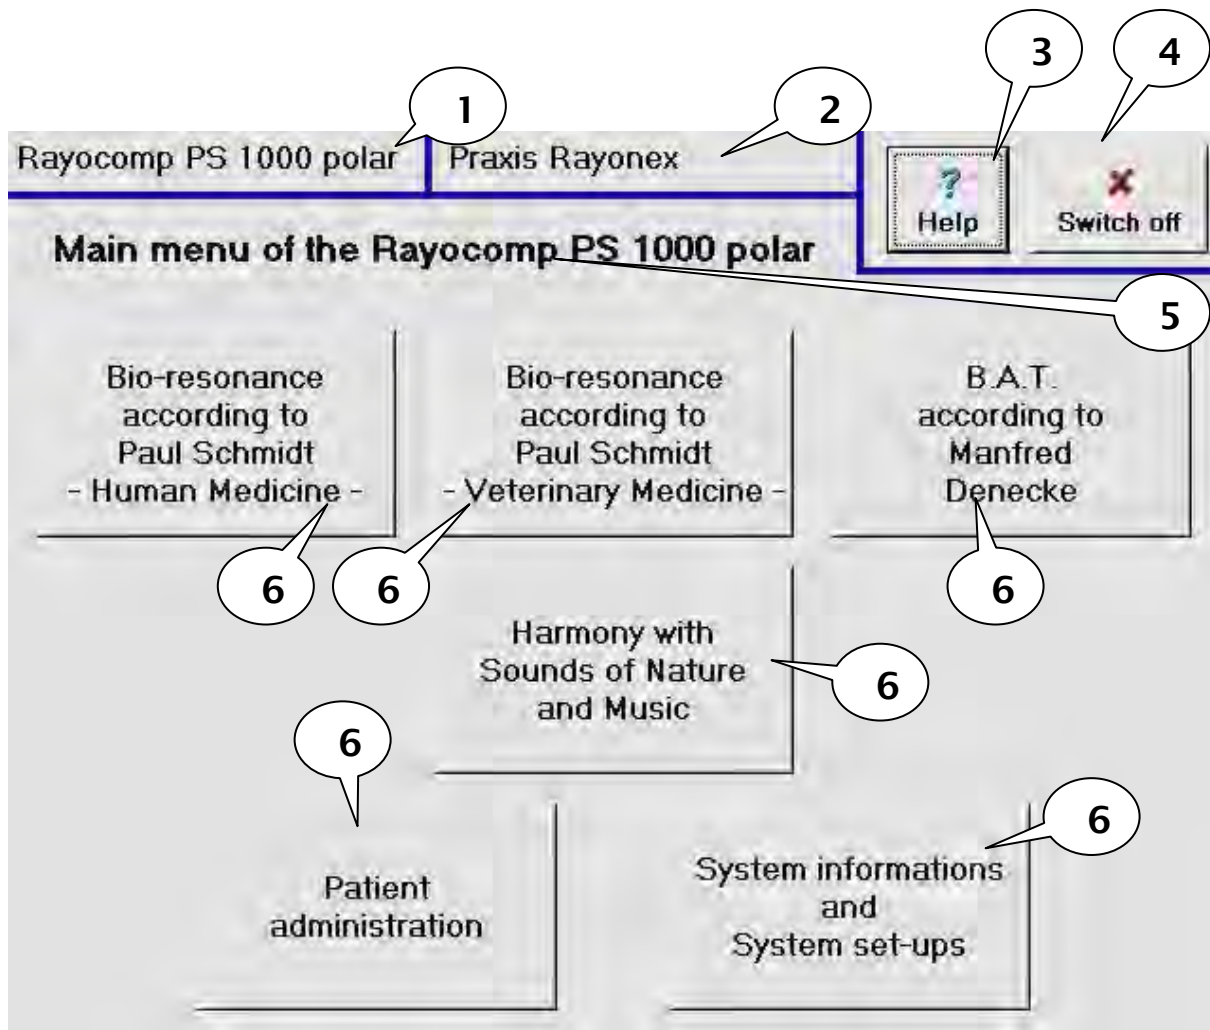 3
4
1
2
Rayocomp PS 1000 polar
Praxis Rayonex
?
Help
Switch off
Main menu of the Rayocomp PS 1000 polar
5
Bio-resonance
according to
Paul Schmidt
- Human Medicine -
Bio-resonance
according to
Paul Schmidt
- Veterinary Medicine -
B.A.T.
according to
Manfred
Denecke
6
6
6
Harmony with
Sounds of Nature
and Music
6
6
Patient
administration
6
System informations
and
System set-ups